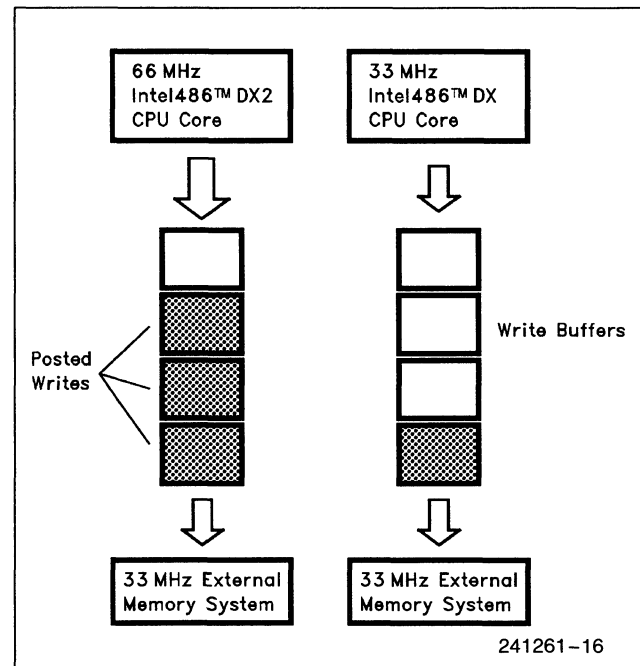 66 MHz
Intel486™ DX2
CPU Core
33 MHz
Intel486™ DX
CPU Core
Posted
Writes
Write Buffers
33 MHz External
Memory System
33 MHz External
Memory System
241261-16